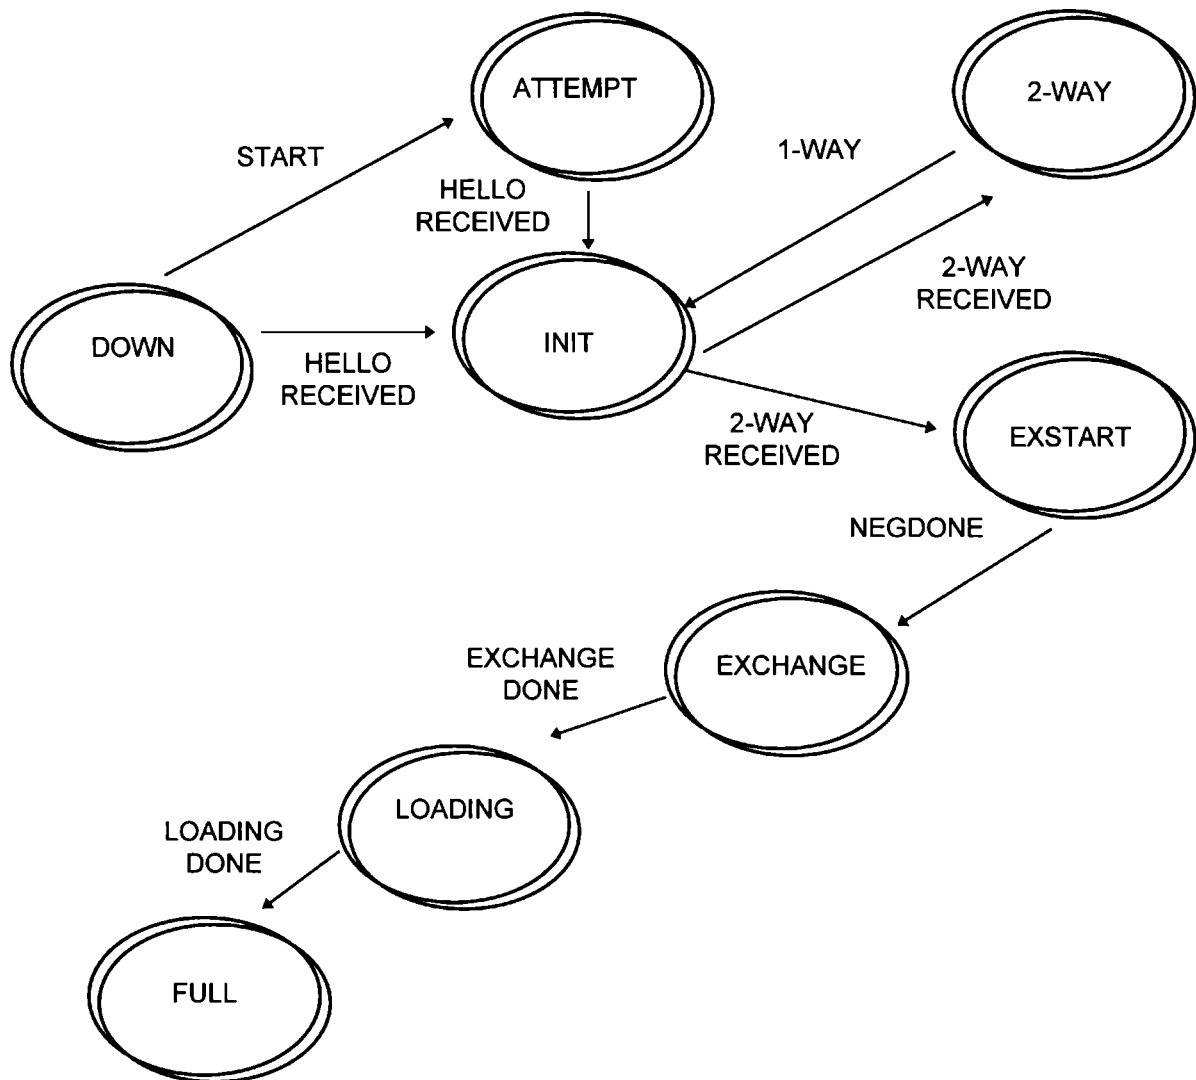 ATTEMPT
2-WAY
START
1-WAY
HELLO
RECEIVED
2-WAY
RECEIVED
DOWN
INIT
HELLO
RECEIVED
2-WAY
RECEIVED
EXSTART
NEGDONE
EXCHANGE
EXCHANGE
DONE
LOADING
LOADING
DONE
FULL